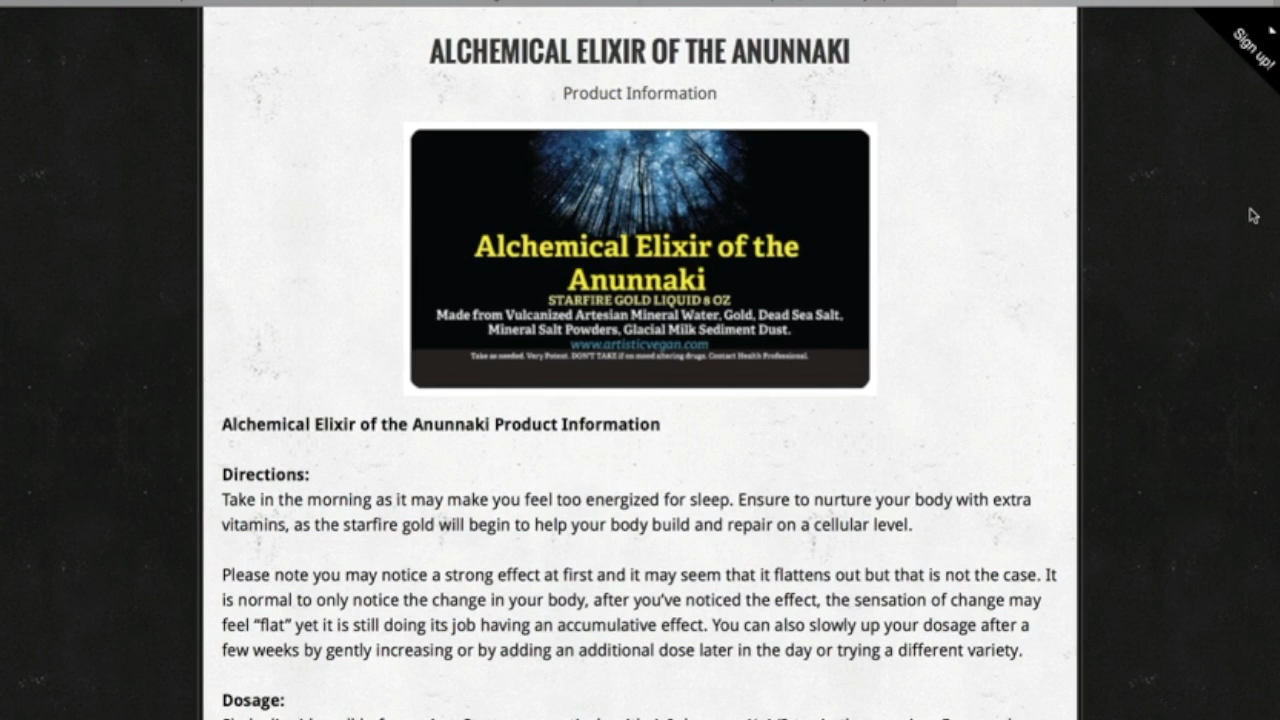 Sign up!
ALCHEMICAL ELIXIR OF THE ANUNNAKI
Product Information
Alchemical Elixir of the
Anunnaki
STARFIRE GOLD LIQUID 8 OZ
Made from Vulcanized Artesian Mineral Water, Gold, Dead Sea Salt,
Mineral Salt Powders, Glacial Milk Sediment Dust.
www.artisticvegan.com
Take as needed. Very Potent. DON'T TAKE if on mood altering drugs. Contact Health Professional.
Alchemical Elixir of the Anunnaki Product Information
Directions:
Take in the morning as it may make you feel too energized for sleep. Ensure to nurture your body with extra
vitamins, as the starfire gold will begin to help your body build and repair on a cellular level.
Please note you may notice a strong effect at first and it may seem that it flattens out but that is not the case. It
is normal to only notice the change in your body, after you’ve noticed the effect, the sensation of change may
feel “flat” yet it is still doing its job having an accumulative effect. You can also slowly up your dosage after a
few weeks by gently increasing or by adding an additional dose later in the day or trying a different variety.
Dosage: